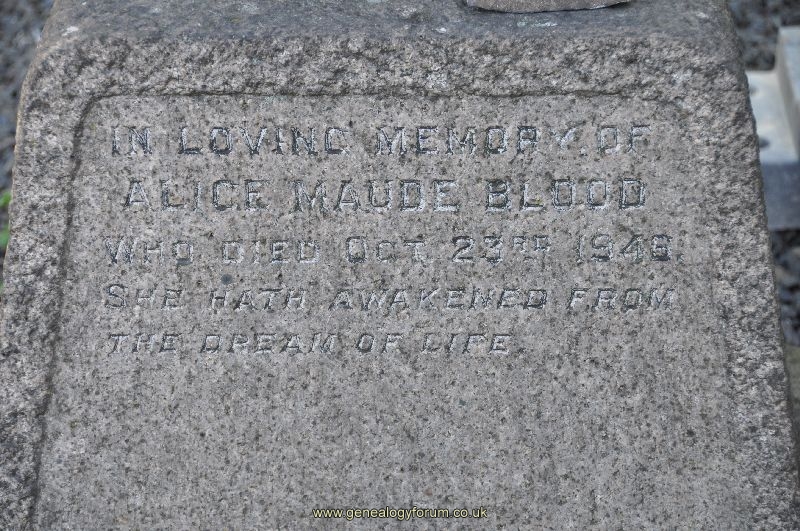 IN LOVING MEMORY OF
ALICE MAUDE BLOOD
WHO DIED OCT. 23RD 1946.
SHE HATH AWAKENED FROM
THE DREAM OF LIFE
www.genealogyforum.co.uk